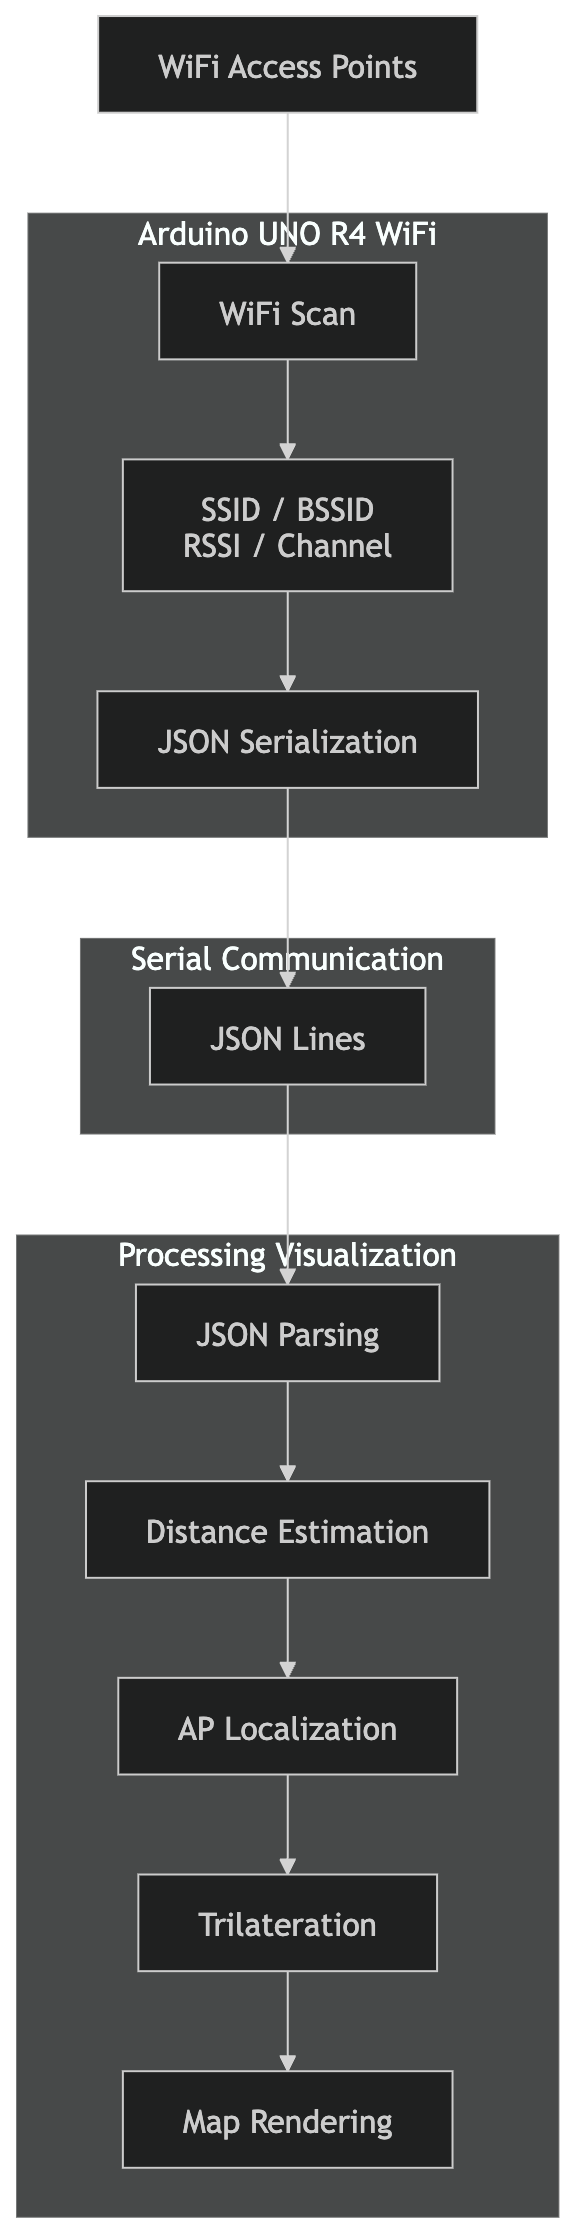 WiFi Access Points
Arduino UNO R4 WiFi
WiFi Scan
SSID / BSSID
RSSI / Channel
JSON Serialization
Serial Communication
JSON Lines
Processing Visualization
JSON Parsing
Distance Estimation
AP Localization
Trilateration
Map Rendering